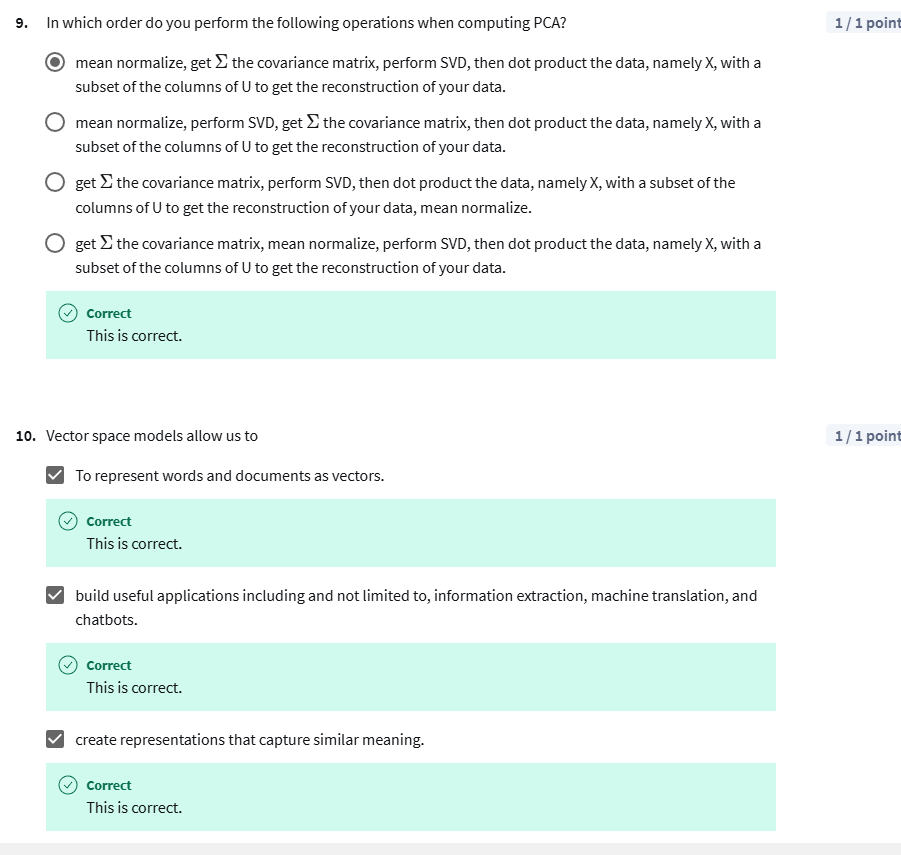 9. In which order do you perform the following operations when computing PCA?
1 / 1 point
mean normalize, get Σ the covariance matrix, perform SVD, then dot product the data, namely X, with a
subset of the columns of U to get the reconstruction of your data.
mean normalize, perform SVD, get Σ the covariance matrix, then dot product the data, namely X, with a
subset of the columns of U to get the reconstruction of your data.
get Σ the covariance matrix, perform SVD, then dot product the data, namely X, with a subset of the
columns of U to get the reconstruction of your data, mean normalize.
get Σ the covariance matrix, mean normalize, perform SVD, then dot product the data, namely X, with a
subset of the columns of U to get the reconstruction of your data.
Correct
This is correct.
10. Vector space models allow us to
1 / 1 point
To represent words and documents as vectors.
Correct
This is correct.
build useful applications including and not limited to, information extraction, machine translation, and
chatbots.
Correct
This is correct.
create representations that capture similar meaning.
Correct
This is correct.